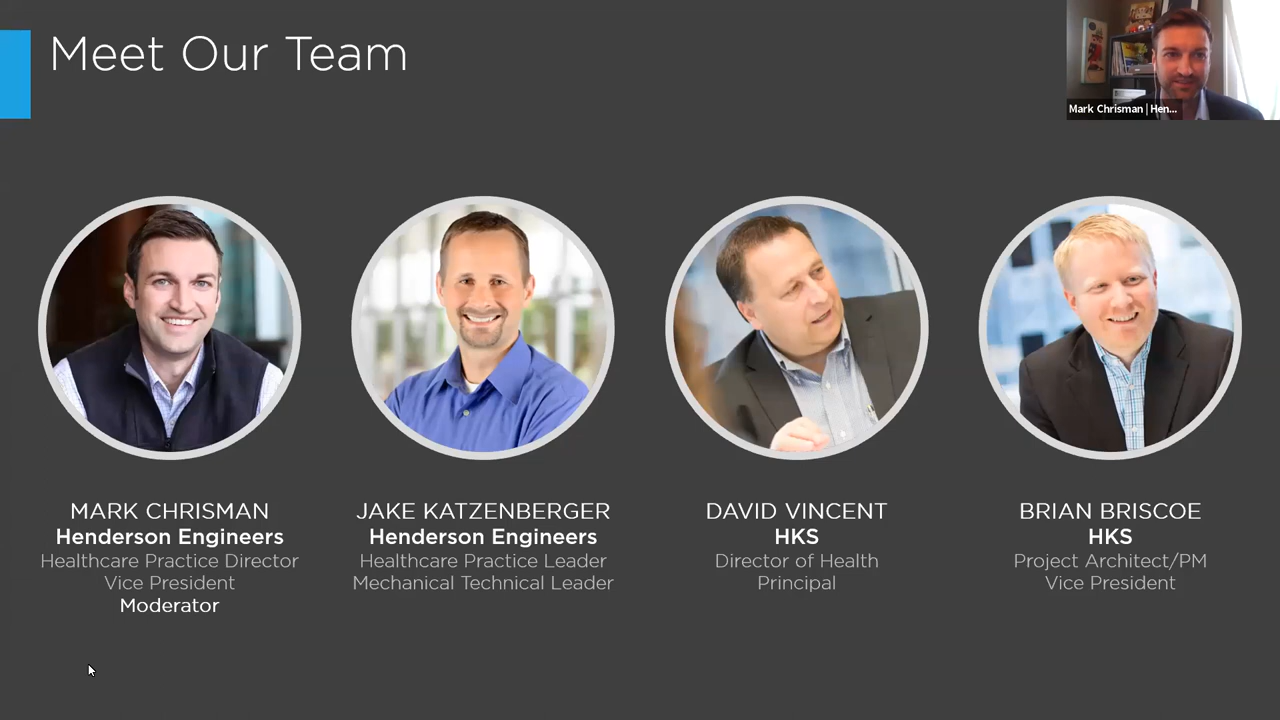 Meet Our Team
Mark Chrisman | Hen...
MARK CHRISMAN
Henderson Engineers
Healthcare Practice Director
Vice President
Moderator
JAKE KATZENBERGER
Henderson Engineers
Healthcare Practice Leader
Mechanical Technical Leader
DAVID VINCENT
HKS
Director of Health
Principal
BRIAN BRISCOE
HKS
Project Architect/PM
Vice President